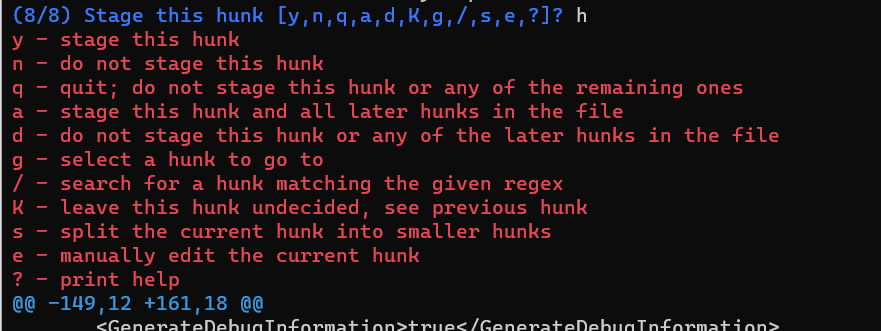 (8/8) Stage this hunk [y,n,q,a,d,K,g,/,s,e,?]? h
y - stage this hunk
n - do not stage this hunk
q - quit; do not stage this hunk or any of the remaining ones
a - stage this hunk and all later hunks in the file
d - do not stage this hunk or any of the later hunks in the file
g - select a hunk to go to
/ - search for a hunk matching the given regex
K - leave this hunk undecided, see previous hunk
s - split the current hunk into smaller hunks
e - manually edit the current hunk
? - print help
@@ -149,12 +161,18 @@
<GenerateDebugInformation>true</GenerateDebugInformation>